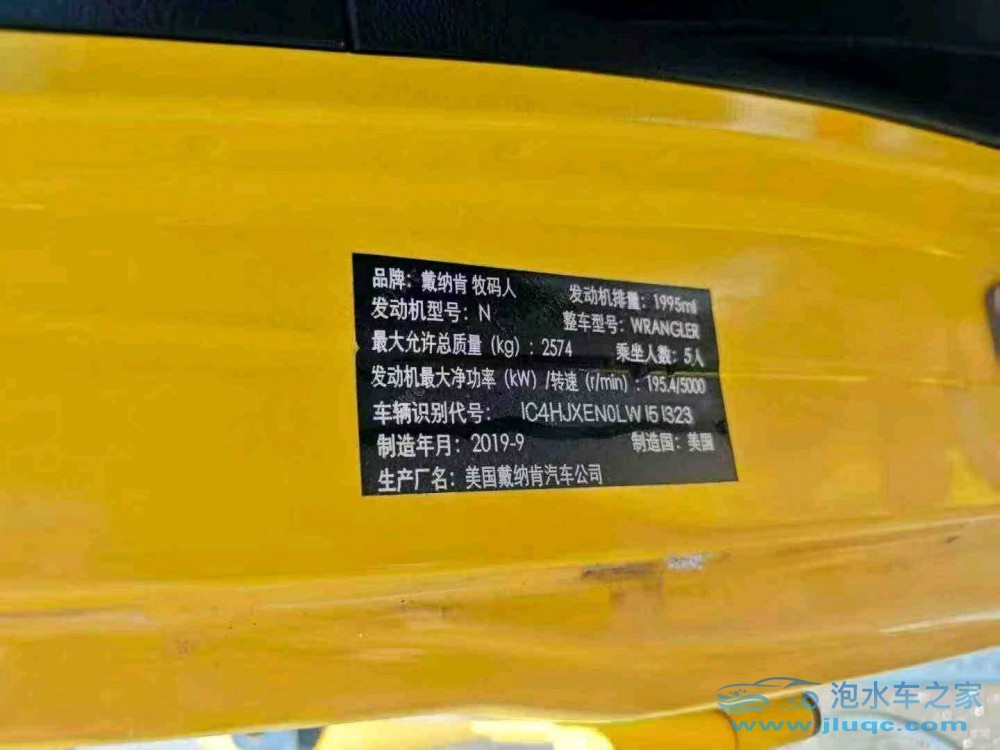 品牌：戴纳肯 牧码人 发动机排量：1995ml
发动机型号：N 整车型号：WRANGLER
最大允许总质量（kg）：2574 乘坐人数：5人
发动机最大净功率（kW）/转速（r/min）：195.4/5000
车辆识别代号： 1C4HJXEN0LW151323
制造年月：2019-9 制造国：美国
生产厂名：美国戴纳肯汽车公司
泡水车之家
www.jluqc.com